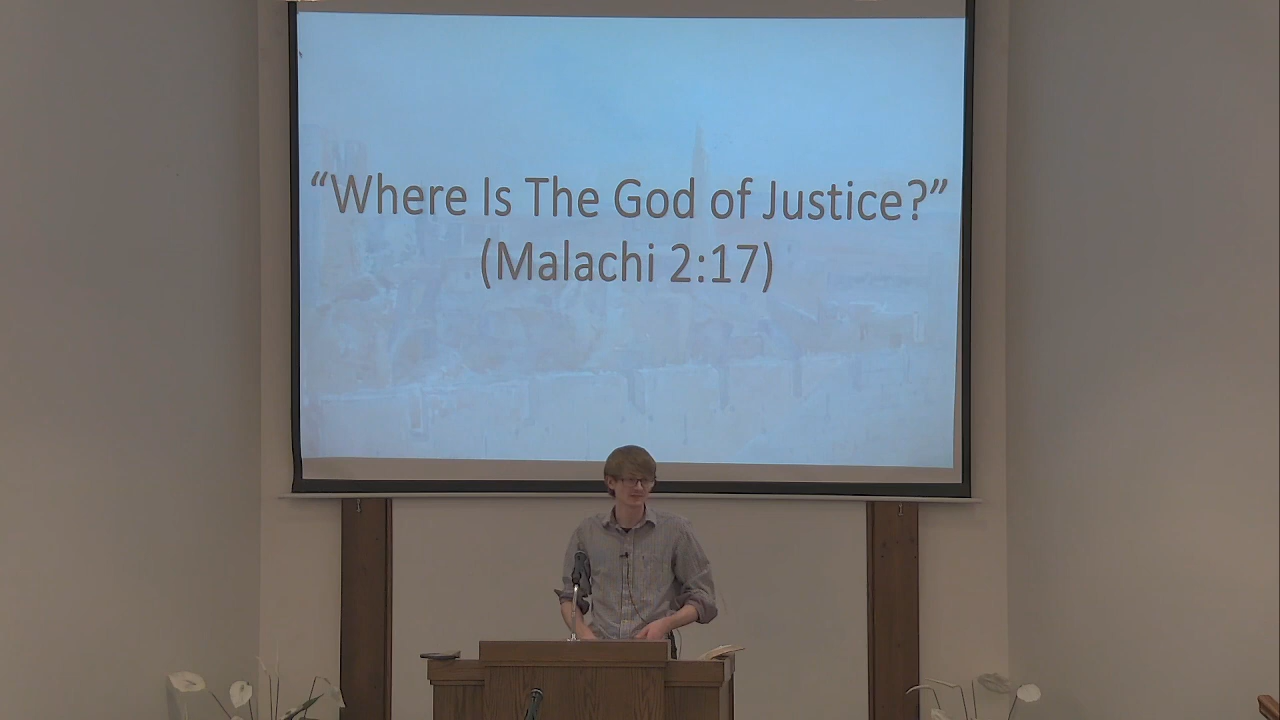 “Where Is The God of Justice?”
(Malachi 2:17)